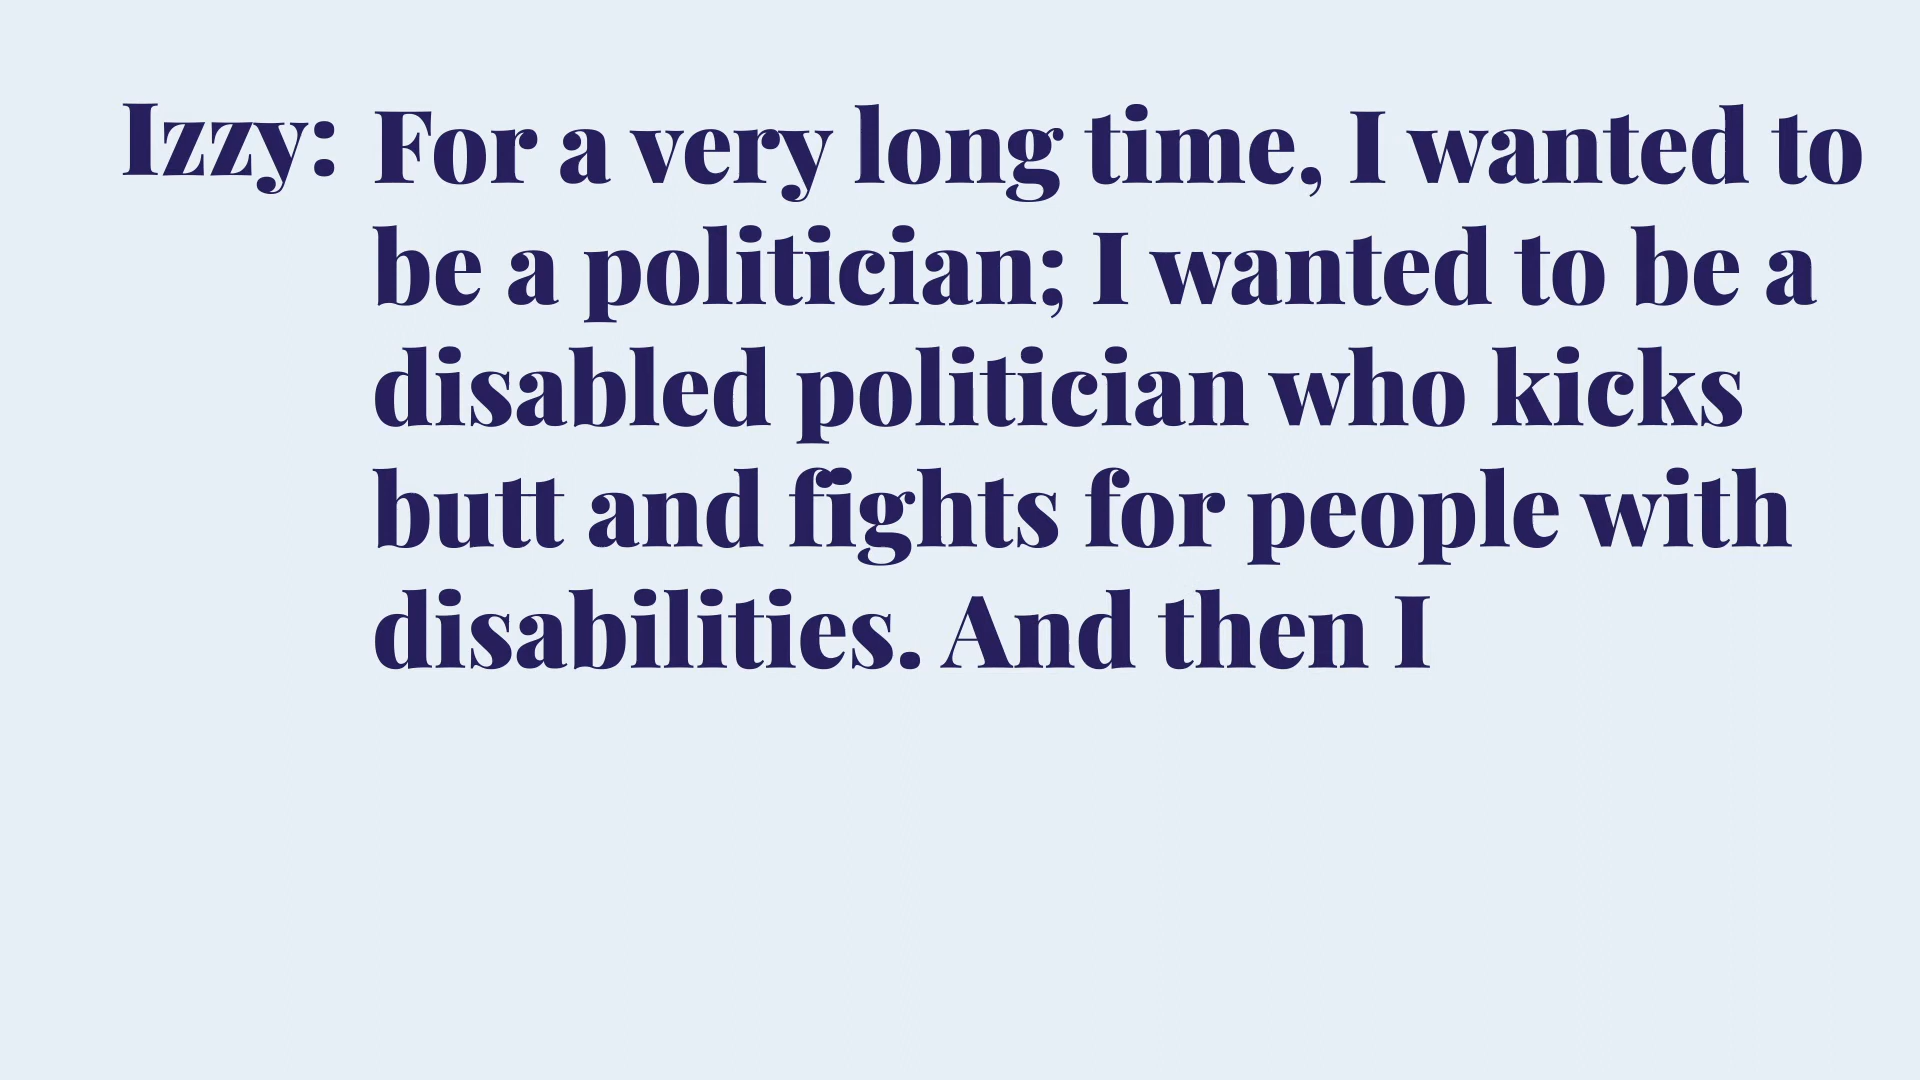 Izzy: For a very long time, I wanted to
be a politician; I wanted to be a
disabled politician who kicks
butt and fights for people with
disabilities. And then I